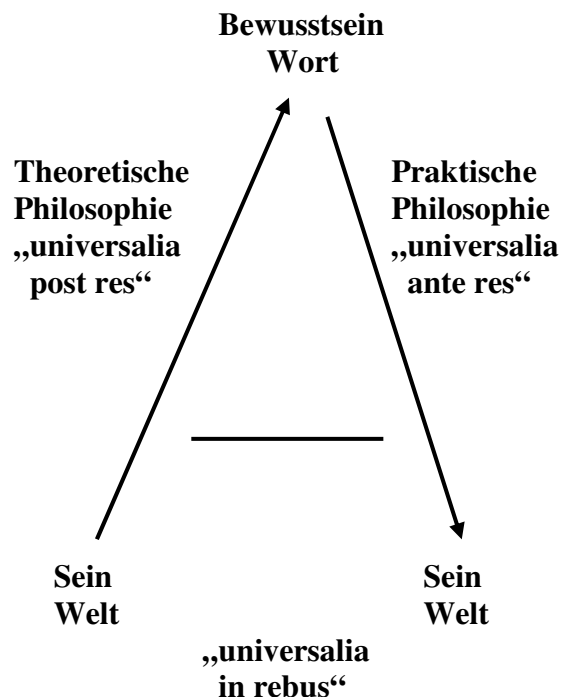 Bewusstsein
Wort
Theoretische
Philosophie
„universalia
post res“
Praktische
Philosophie
„universalia
ante res“
Sein
Welt
Sein
Welt
„universalia
in rebus“